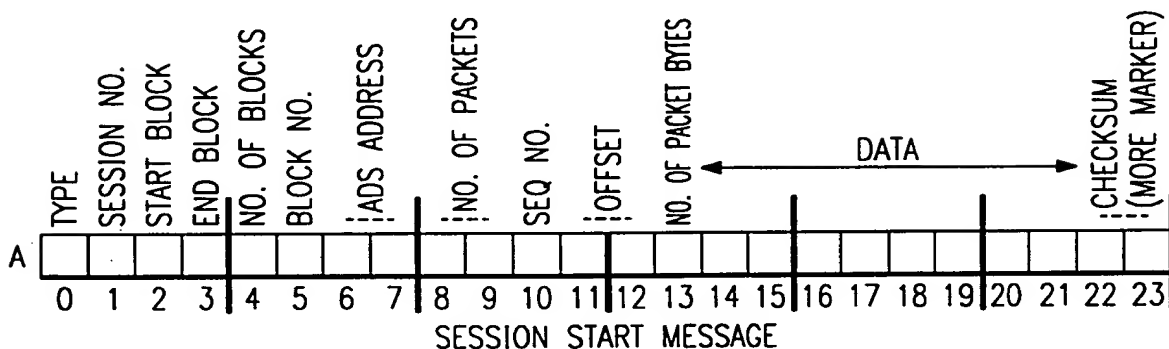 TYPE
SESSION NO.
START BLOCK
END BLOCK
NO. OF BLOCKS
BLOCK NO.
ADS ADDRESS
NO. OF PACKETS
SEQ NO.
OFFSET
NO. OF PACKET BYTES
DATA
CHECKSUM
(MORE MARKER)
A
0 1 2 3 4 5 6 7 8 9 10 11 12 13 14 15 16 17 18 19 20 21 22 23
SESSION START MESSAGE